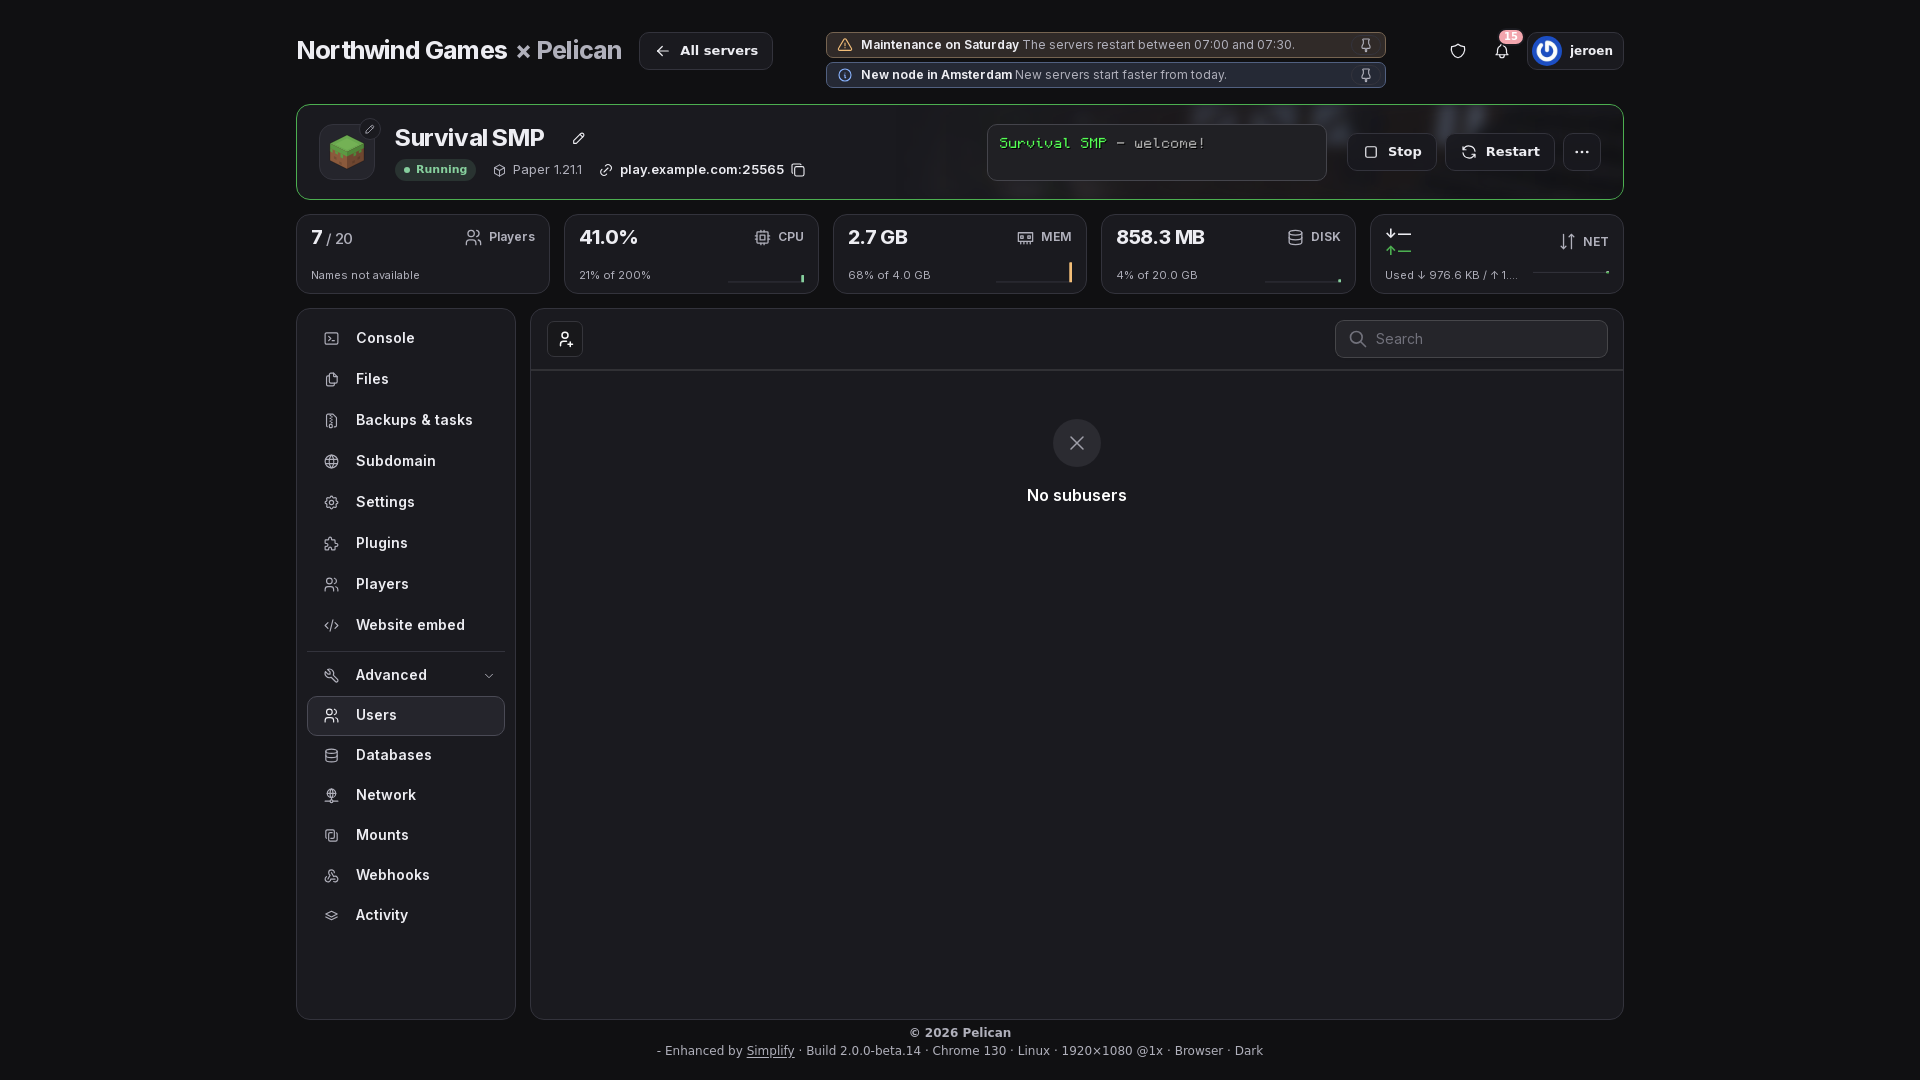 Northwind Games × Pelican
All servers
Maintenance on Saturday The servers restart between 07:00 and 07:30.
New node in Amsterdam New servers start faster from today.
15
jeroen
Survival SMP
Running
Paper 1.21.1
play.example.com:25565
Survival SMP - welcome!
Stop
Restart
7 / 20
Players
Names not available
41.0%
CPU
21% of 200%
2.7 GB
MEM
68% of 4.0 GB
858.3 MB
DISK
4% of 20.0 GB
↓—
↑—
NET
Used ↓ 976.6 KB / ↑ 1....
Console
Files
Backups & tasks
Subdomain
Settings
Plugins
Players
Website embed
Advanced
Users
Databases
Network
Mounts
Webhooks
Activity
Search
No subusers
© 2026 Pelican
- Enhanced by Simplify · Build 2.0.0-beta.14 · Chrome 130 · Linux · 1920×1080 @1x · Browser · Dark